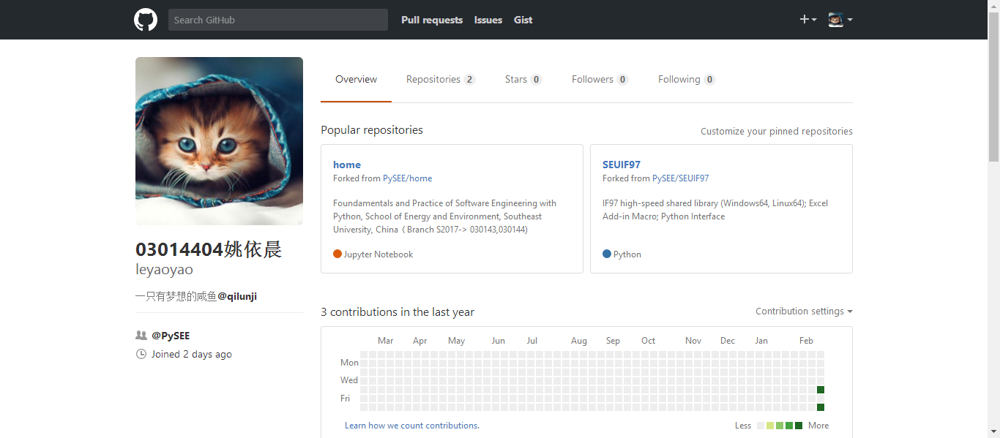 Search GitHub
Pull requests Issues Gist
03014404姚依晨
leyaoyao
一只有梦想的咸鱼@qilunji
@PySEE
Joined 2 days ago
Overview Repositories 2 Stars 0 Followers 0 Following 0
Popular repositories
Customize your pinned repositories
home
Forked from PySEE/home
Foundamentals and Practice of Software Engineering with
Python, School of Energy and Environment, Southeast
University, China ( Branch S2017-> 030143,030144)
Jupyter Notebook
SEUIF97
Forked from PySEE/SEUIF97
IF97 high-speed shared library (Windows64, Linux64); Excel
Add-in Macro; Python Interface
Python
3 contributions in the last year
Contribution settings
Mar Apr May Jun Jul Aug Sep Oct Nov Dec Jan Feb
Mon
Wed
Fri
Learn how we count contributions.
Less More